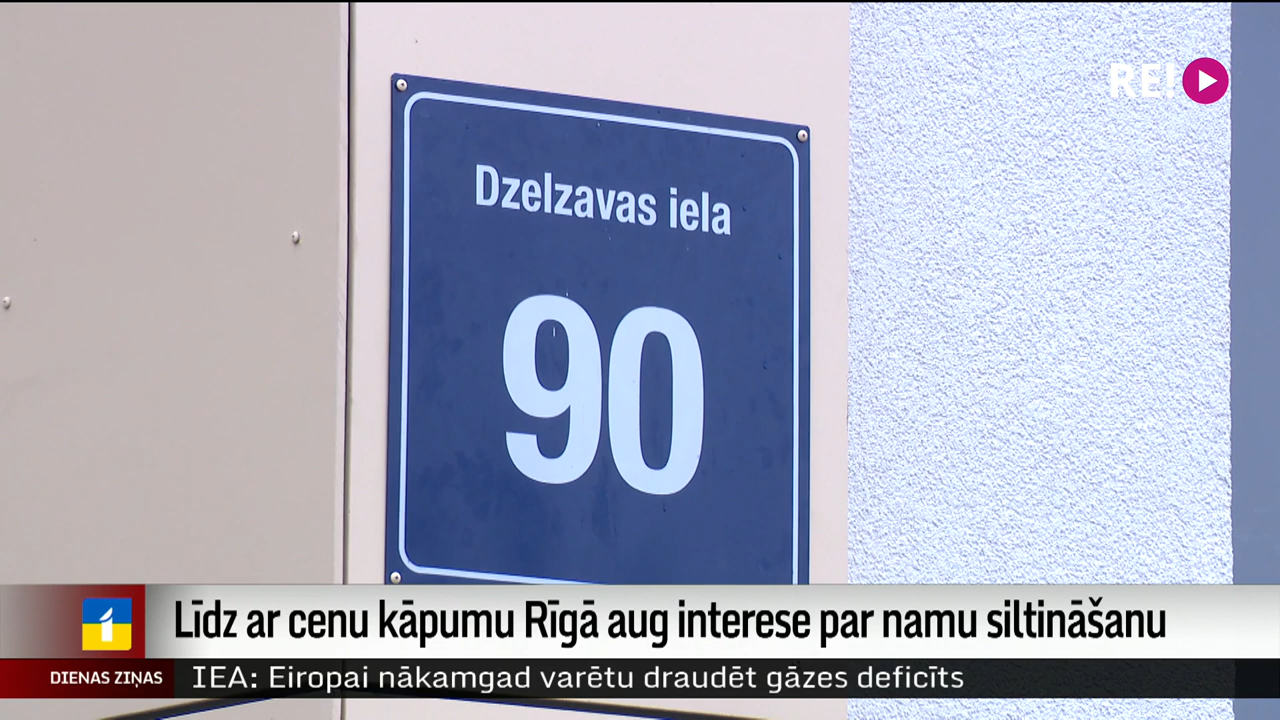 RE!
Dzelzavas iela
90
1
Līdz ar cenu kāpumu Rīgā aug interese par namu siltināšanu
DIENAS ZIŅAS
IEA: Eiropai nākamgad varētu draudēt gāzes deficīts